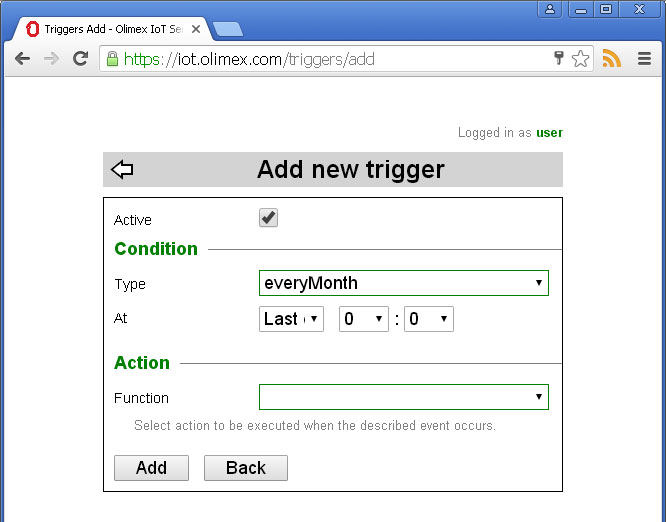 Triggers Add - Olimex IoT Ser
https://iot.olimex.com/triggers/add
Logged in as user
Add new trigger
Active
Condition
Type everyMonth
At Last 0 : 0
Action
Function
Select action to be executed when the described event occurs.
Add Back